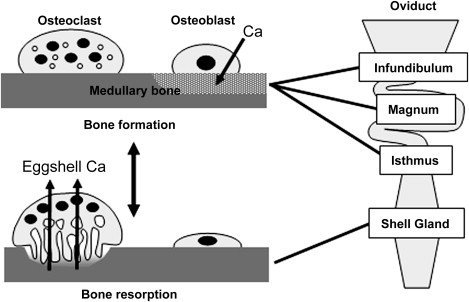 Osteoclast
Osteoblast
Oviduct
Ca
Infundibulum
Medullary bone
Magnum
Bone formation
Isthmus
Eggshell Ca
Shell Gland
Bone resorption